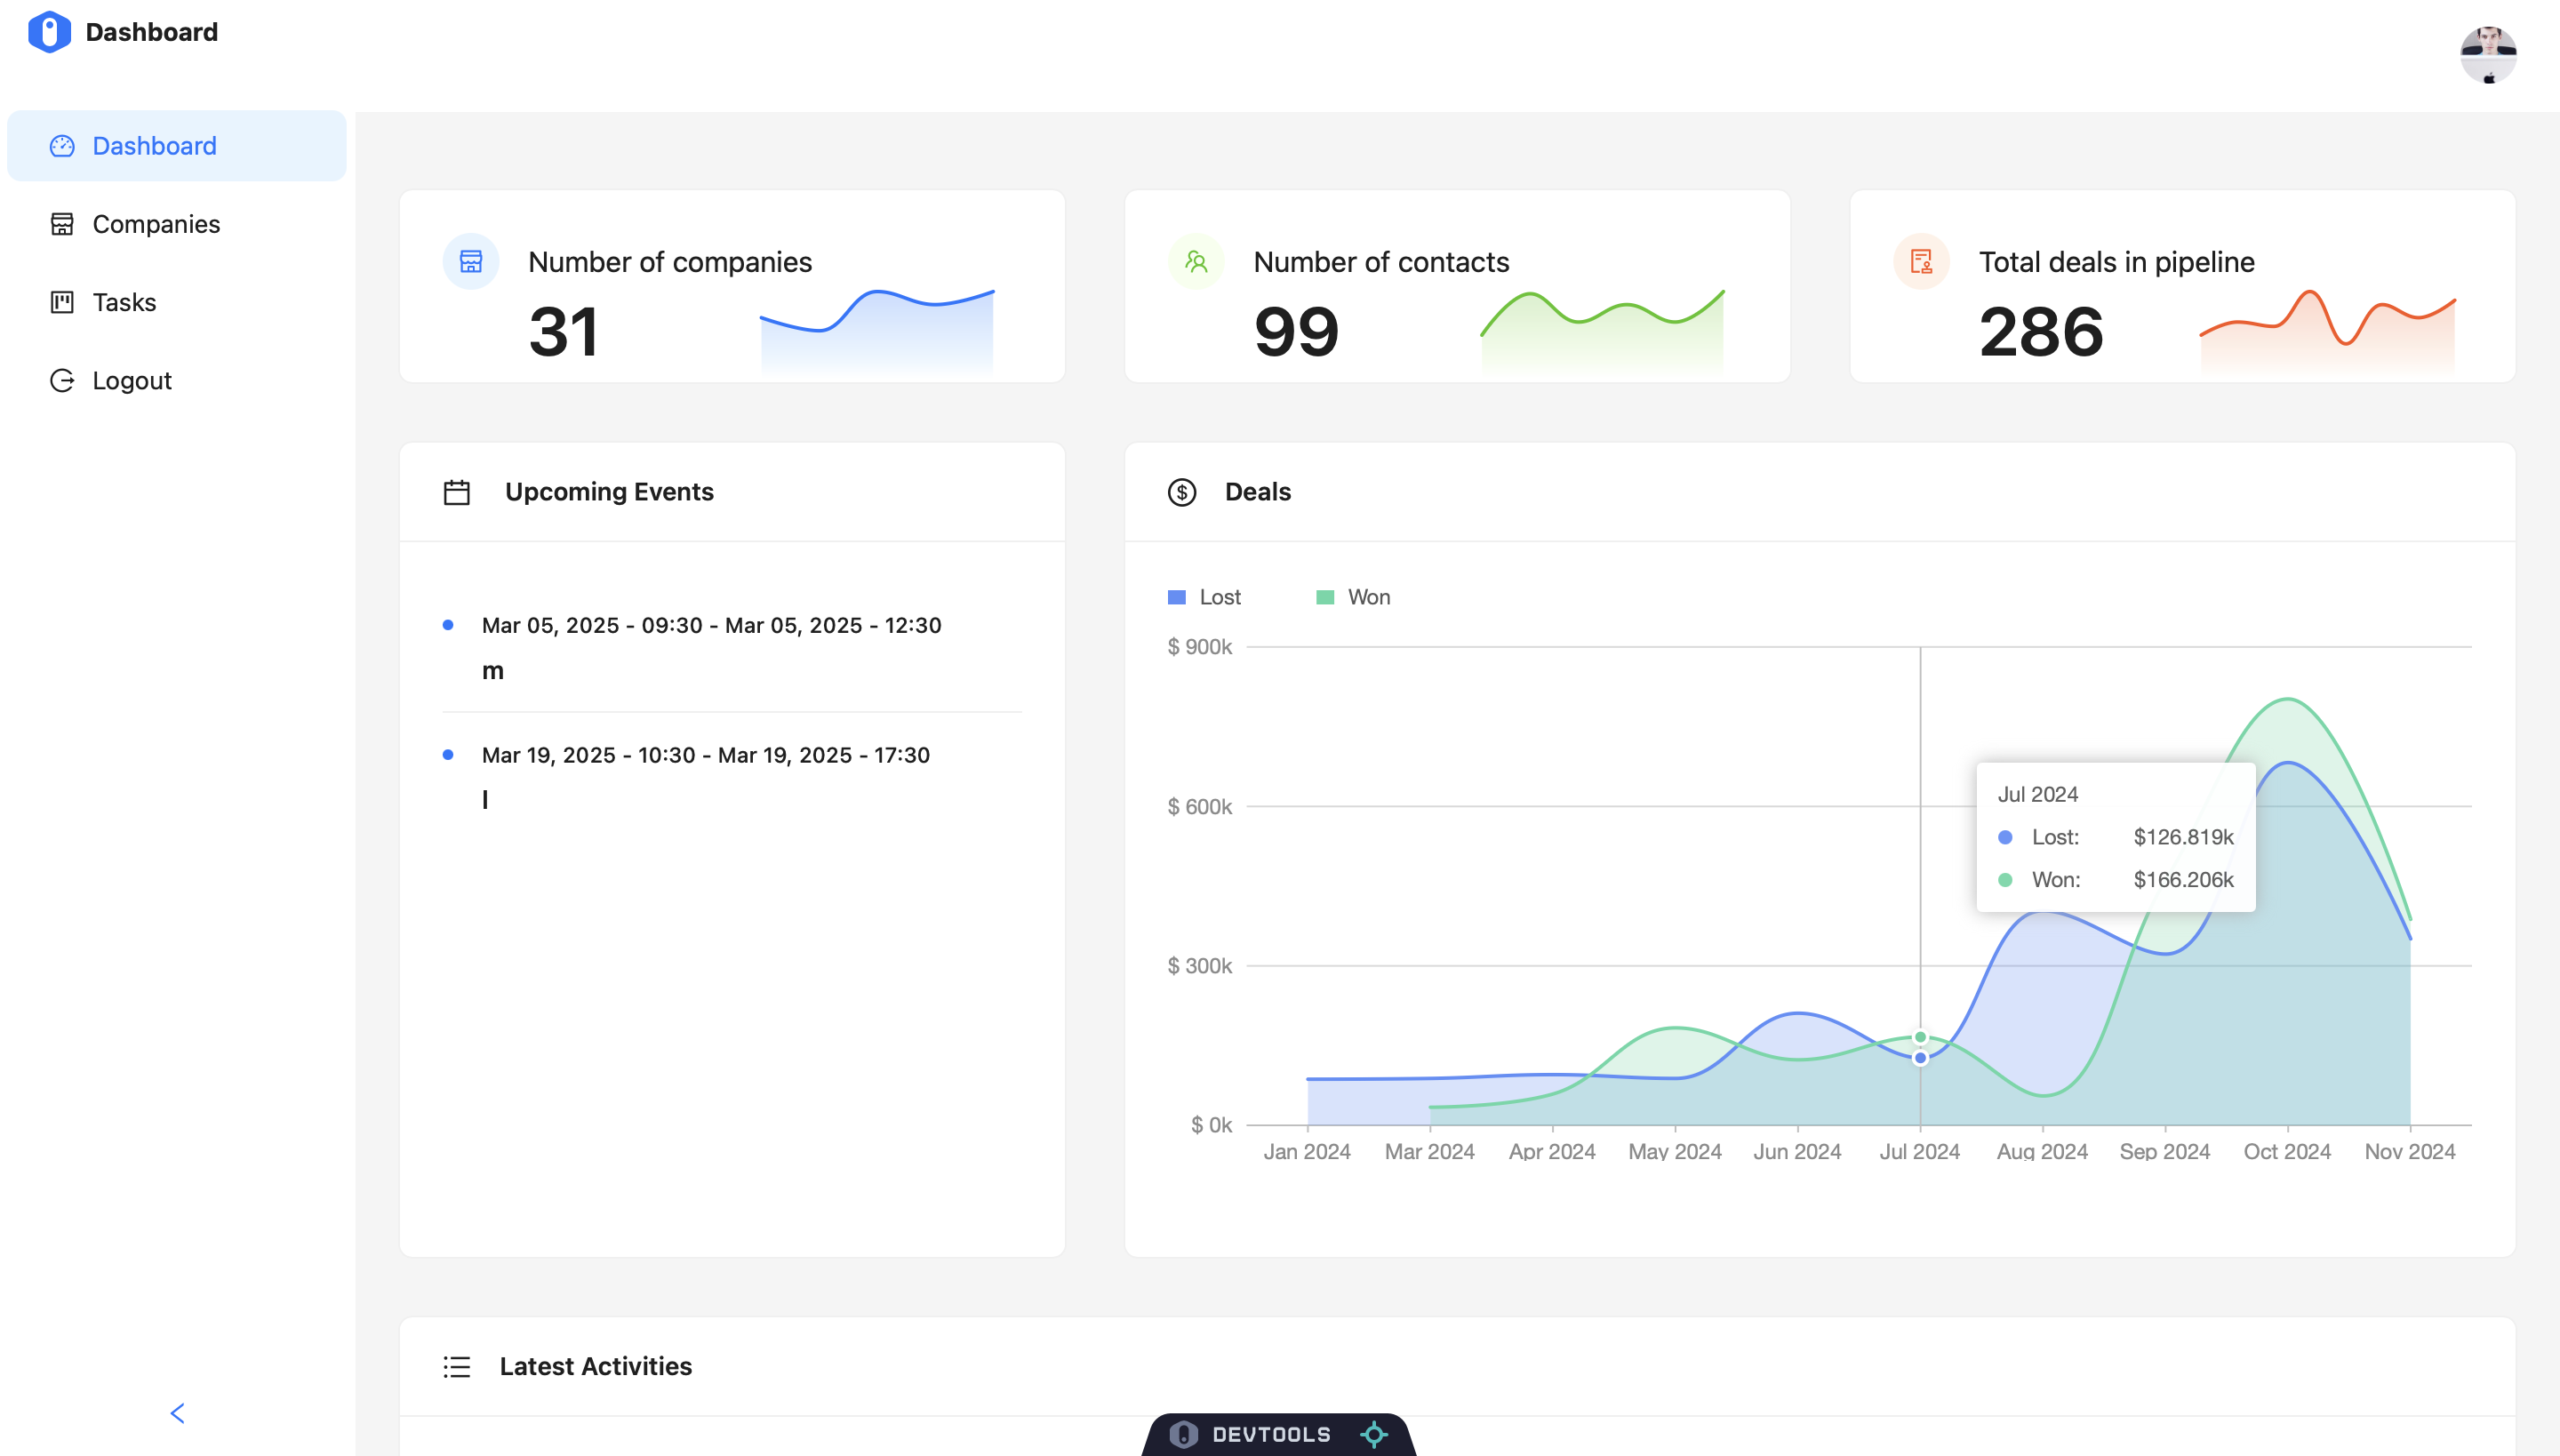 Dashboard
Dashboard
Companies
Tasks
Logout
Number of companies
31
Number of contacts
99
Total deals in pipeline
286
Upcoming Events
Mar 05, 2025 - 09:30 - Mar 05, 2025 - 12:30
m
Mar 19, 2025 - 10:30 - Mar 19, 2025 - 17:30
l
Deals
Lost Won
$ 900k
$ 600k
$ 300k
$ 0k
Jul 2024
Lost: $126.819k
Won: $166.206k
Jan 2024 Mar 2024 Apr 2024 May 2024 Jun 2024 Jul 2024 Aug 2024 Sep 2024 Oct 2024 Nov 2024
Latest Activities
DEVTOOLS